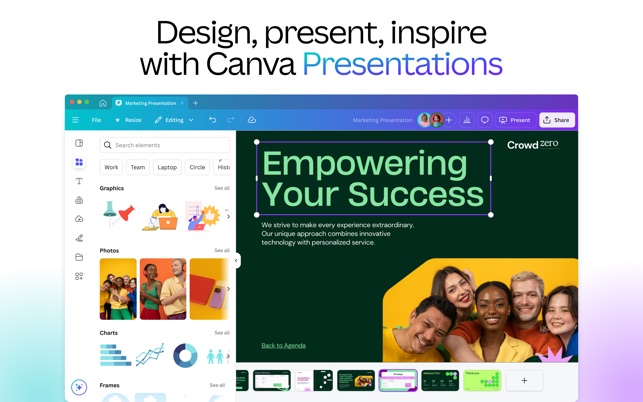 Design, present, inspire
with Canva Presentations
Marketing Presentation
File
Resize
Editing
Marketing Presentation
Present
Share
Search elements
Work
Team
Laptop
Circle
Graphics
See all
Photos
See all
Charts
See all
Frames
See all
Empowering
Your Success
Crowd zero
We strive to make every experience extraordinary.
Our unique approach combines innovative
technology with personalized service.
Back to Agenda